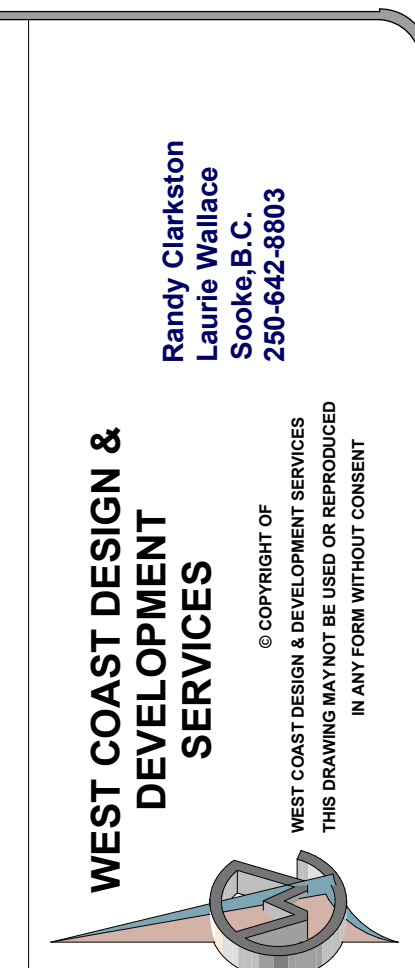 WEST COAST DESIGN &
DEVELOPMENT
SERVICES
© COPYRIGHT OF
WEST COAST DESIGN & DEVELOPMENT SERVICES
THIS DRAWING MAY NOT BE USED OR REPRODUCED
IN ANY FORM WITHOUT CONSENT
Randy Clarkston
Laurie Wallace
Sooke,B.C.
250-642-8803